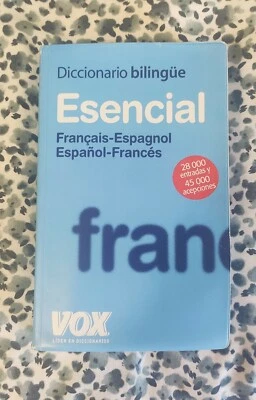 Diccionario bilingüe
Esencial
Français-Espagnol
Español-Francés
28 000
entradas y
45 000
acepciones
franc
VOX
LÍDER EN DICCIONARIOS